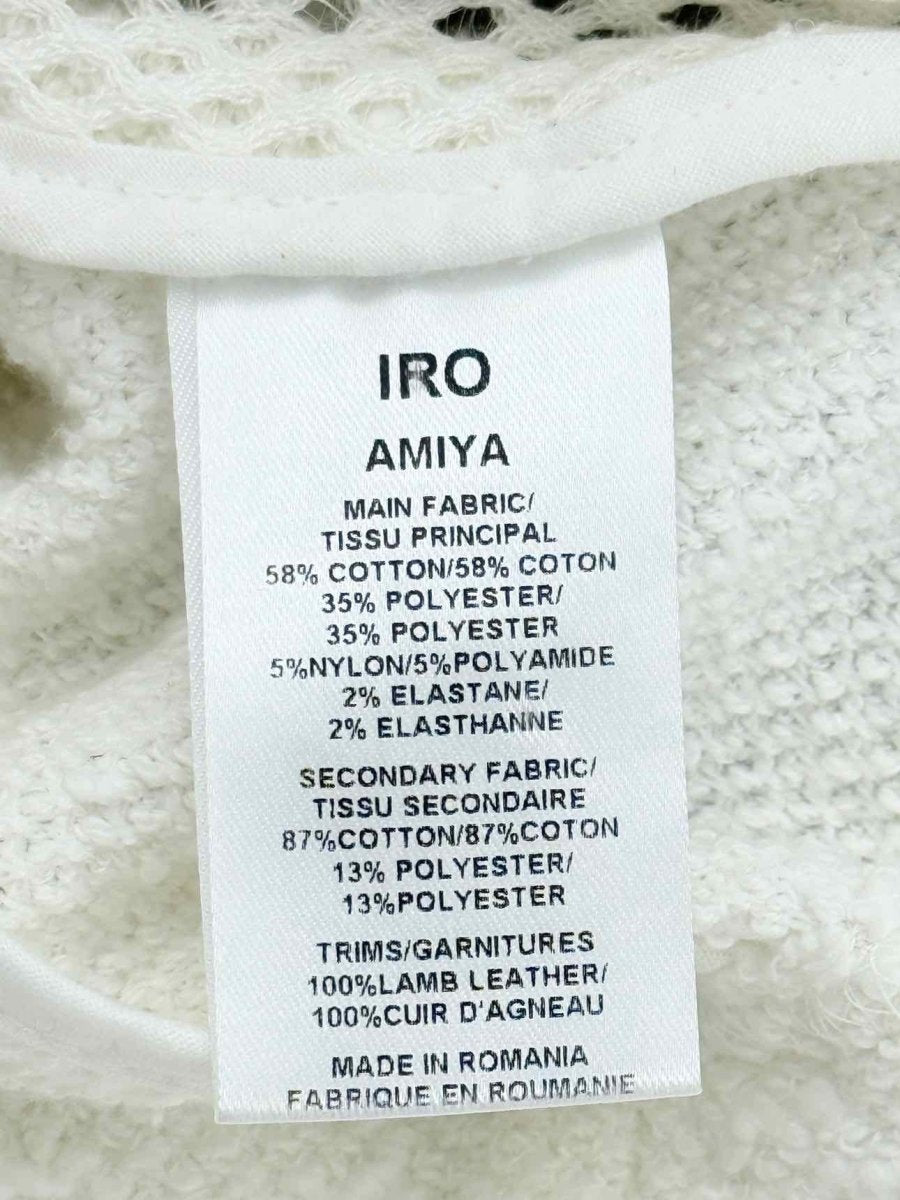 IRO
AMIYA
MAIN FABRIC/
TISSU PRINCIPAL
58% COTTON/58% COTON
35% POLYESTER/
35% POLYESTER
5%NYLON/5%POLYAMIDE
2% ELASTANE/
2% ELASTHANNE
SECONDARY FABRIC/
TISSU SECONDAIRE
87%COTTON/87%COTON
13% POLYESTER/
13%POLYESTER
TRIMS/GARNITURES
100%LAMB LEATHER/
100%CUIR D'AGNEAU
MADE IN ROMANIA
FABRIQUE EN ROUMANIE